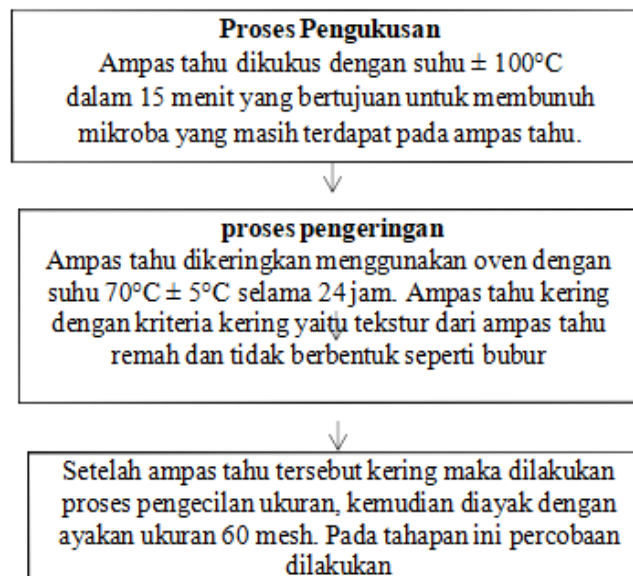 Proses Pengukusan
Ampas tahu dikukus dengan suhu ± 100°C
dalam 15 menit yang bertujuan untuk membunuh
mikroba yang masih terdapat pada ampas tahu.
proses pengeringan
Ampas tahu dikeringkan menggunakan oven dengan
suhu 70°C ± 5°C selama 24 jam. Ampas tahu kering
dengan kriteria kering yaitu tekstur dari ampas tahu
remah dan tidak berbentuk seperti bubur
Setelah ampas tahu tersebut kering maka dilakukan
proses pengecilan ukuran, kemudian diayak dengan
ayakan ukuran 60 mesh. Pada tahapan ini percobaan
dilakukan